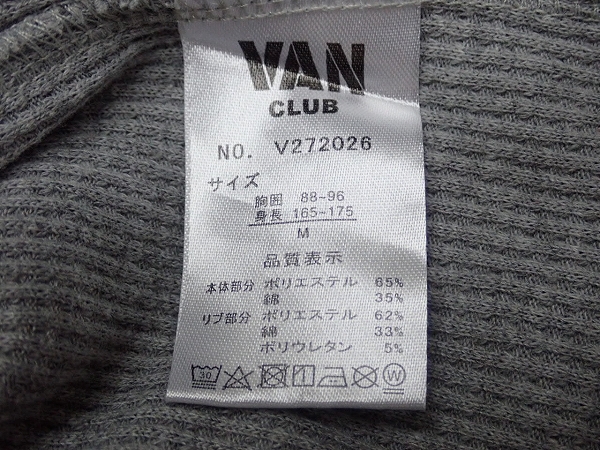 VAN
CLUB
NO. V272026
サイズ
胸囲 88-96
身長 165-175
M
品質表示
本体部分 ポリエステル 65%
綿 35%
リブ部分 ポリエステル 62%
綿 33%
ポリウレタン 5%
30 W